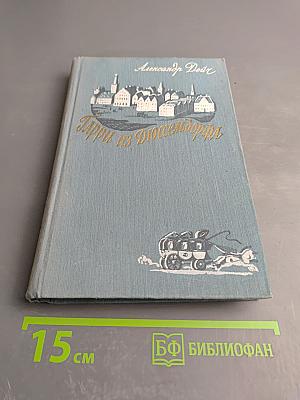 Александр Дейч
Гарри из Дюссельдорфа
15 см
БФ БИБЛИОФАН